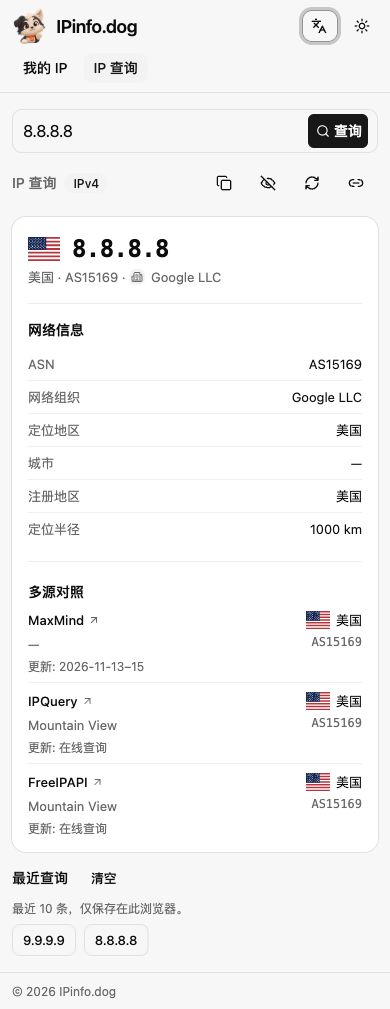 IPinfo.dog
我的 IP IP 查询
8.8.8.8 查询
IP 查询 IPv4
8.8.8.8
美国 · AS15169 · Google LLC
网络信息
ASN AS15169
网络组织 Google LLC
定位地区 美国
城市 —
注册地区 美国
定位半径 1000 km
多源对照
MaxMind ↗ 美国
— AS15169
更新: 2026-11-13–15
IPQuery ↗ 美国
Mountain View AS15169
更新: 在线查询
FreeIPAPI ↗ 美国
Mountain View AS15169
更新: 在线查询
最近查询 清空
最近 10 条，仅保存在此浏览器。
9.9.9.9 8.8.8.8
© 2026 IPinfo.dog